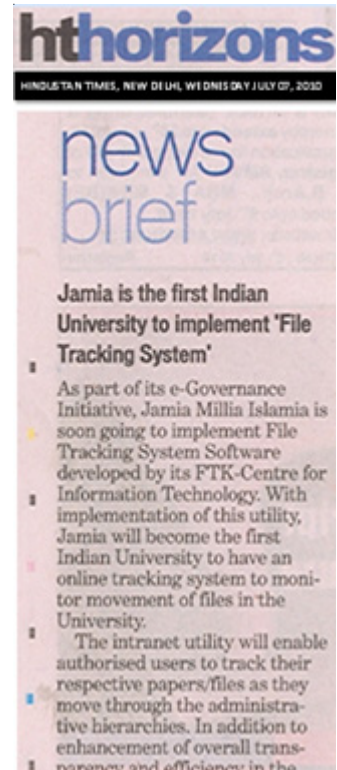 hthorizons
HINDUSTAN TIMES, NEW DELHI, WEDNESDAY JULY 07, 2010
news
brief
Jamia is the first Indian
University to implement 'File
Tracking System'
As part of its e-Governance
Initiative, Jamia Millia Islamia is
soon going to implement File
Tracking System Software
developed by its FTK-Centre for
Information Technology. With
implementation of this utility,
Jamia will become the first
Indian University to have an
online tracking system to moni-
tor movement of files in the
University.
The intranet utility will enable
authorised users to track their
respective papers/files as they
move through the administra-
tive hierarchies. In addition to
enhancement of overall trans-
parency and efficiency in the